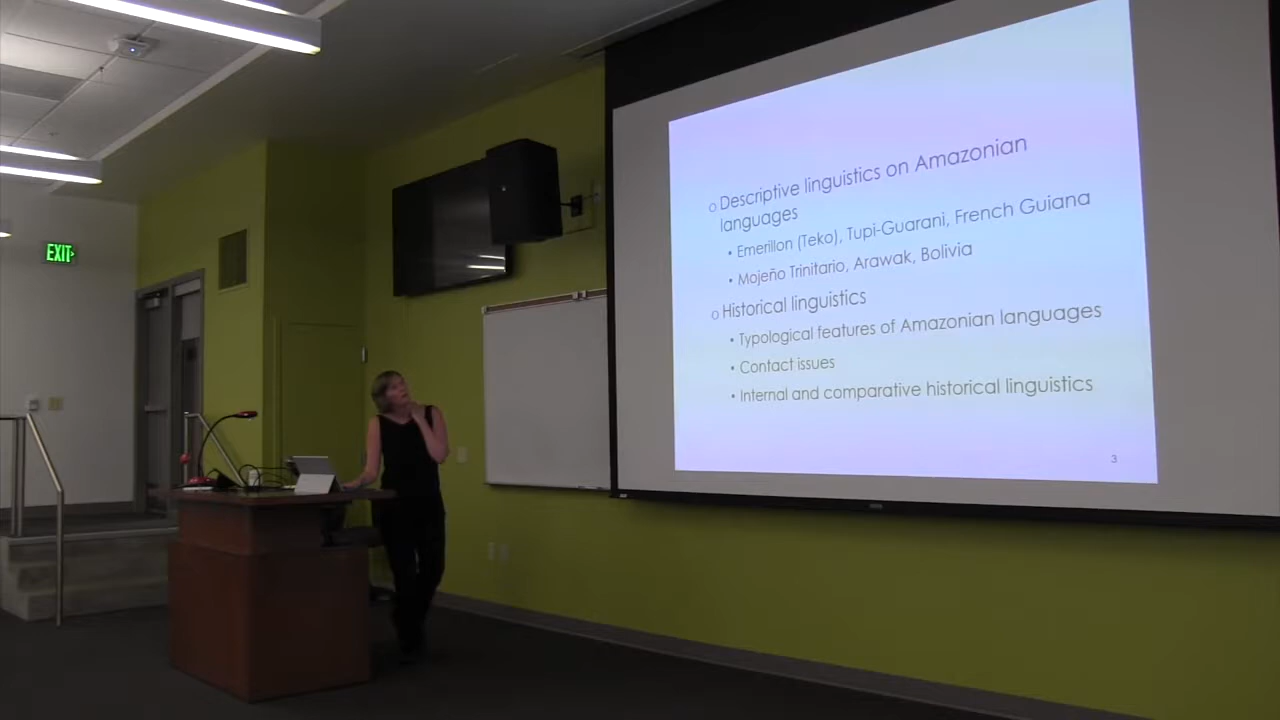 EXIT
Descriptive linguistics on Amazonian
languages
• Emerillon (Teko), Tupi-Guarani, French Guiana
• Mojeño Trinitario, Arawak, Bolivia
Historical linguistics
• Typological features of Amazonian languages
• Contact issues
• Internal and comparative historical linguistics
3